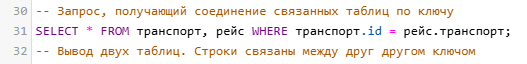 30 -- Запрос, получающий соединение связанных таблиц по ключу
31 SELECT * FROM транспорт, рейс WHERE транспорт.id = рейс.транспорт;
32 -- Вывод двух таблиц. Строки связаны между друг другом ключом